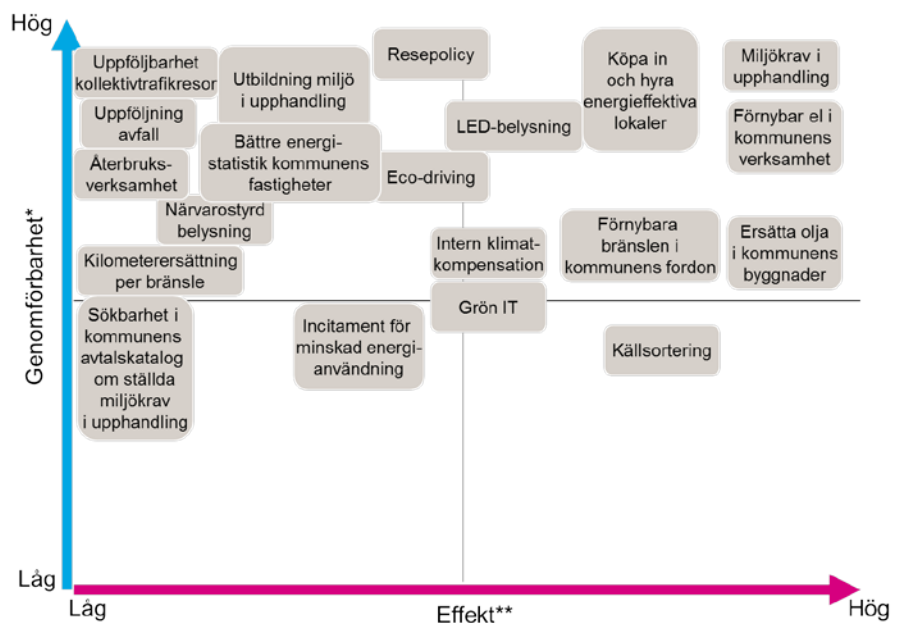 Hög
Genomförbarhet*
Uppföljbarhet
kollektivtrafikresor
Utbildning miljö
i upphandling
Resepolicy
Köpa in
och hyra
energieffektiva
lokaler
Miljökrav i
upphandling
Uppföljning
avfall
LED-belysning
Förnybar el i
kommunens
verksamhet
Återbruks-
verksamhet
Bättre energi-
statistik kommunens
fastigheter
Eco-driving
Närvarostyrd
belysning
Kilometerersättning
per bränsle
Intern klimat-
kompensation
Förnybara
bränslen i
kommunens fordon
Ersätta olja
i kommunens
byggnader
Sökbarhet i
kommunens
avtalskatalog
om ställda
miljökrav
i upphandling
Incitament för
minskad energi-
användning
Grön IT
Källsortering
Låg
Låg
Effekt**
Hög